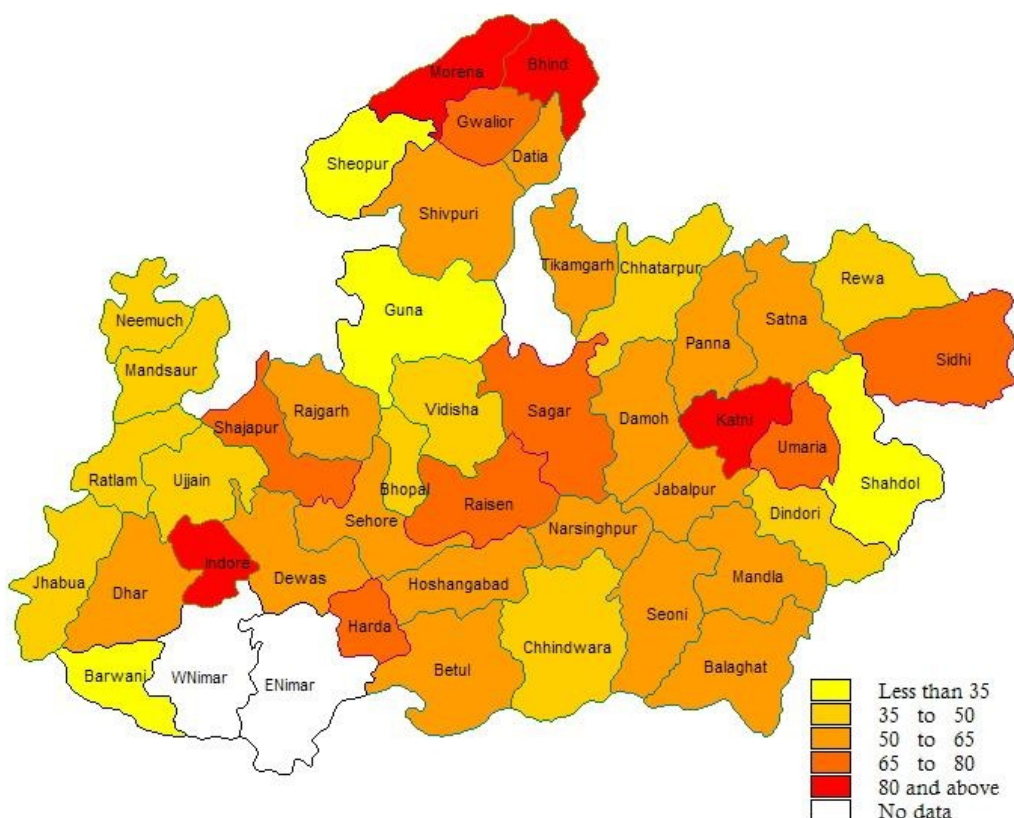 Morena
Bhind
Gwalior
Sheopur
Datia
Shivpuri
Tikamgarh
Chhatarpur
Rewa
Guna
Neemuch
Satna
Panna
Mandsaur
Sidhi
Vidisha
Rajgarh
Sagar
Shajapur
Damoh
Katni
Umaria
Ujjain
Ratlam
Bhopal
Jabalpur
Shahdol
Raisen
Dindori
Sehore
Narsinghpur
Indore
Jhabua
Dewas
Hoshangabad
Mandla
Dhar
Harda
Seoni
Chhindwara
Balaghat
Betul
Barwani
WNimar
ENimar
Less than 35
35 to 50
50 to 65
65 to 80
80 and above
No data